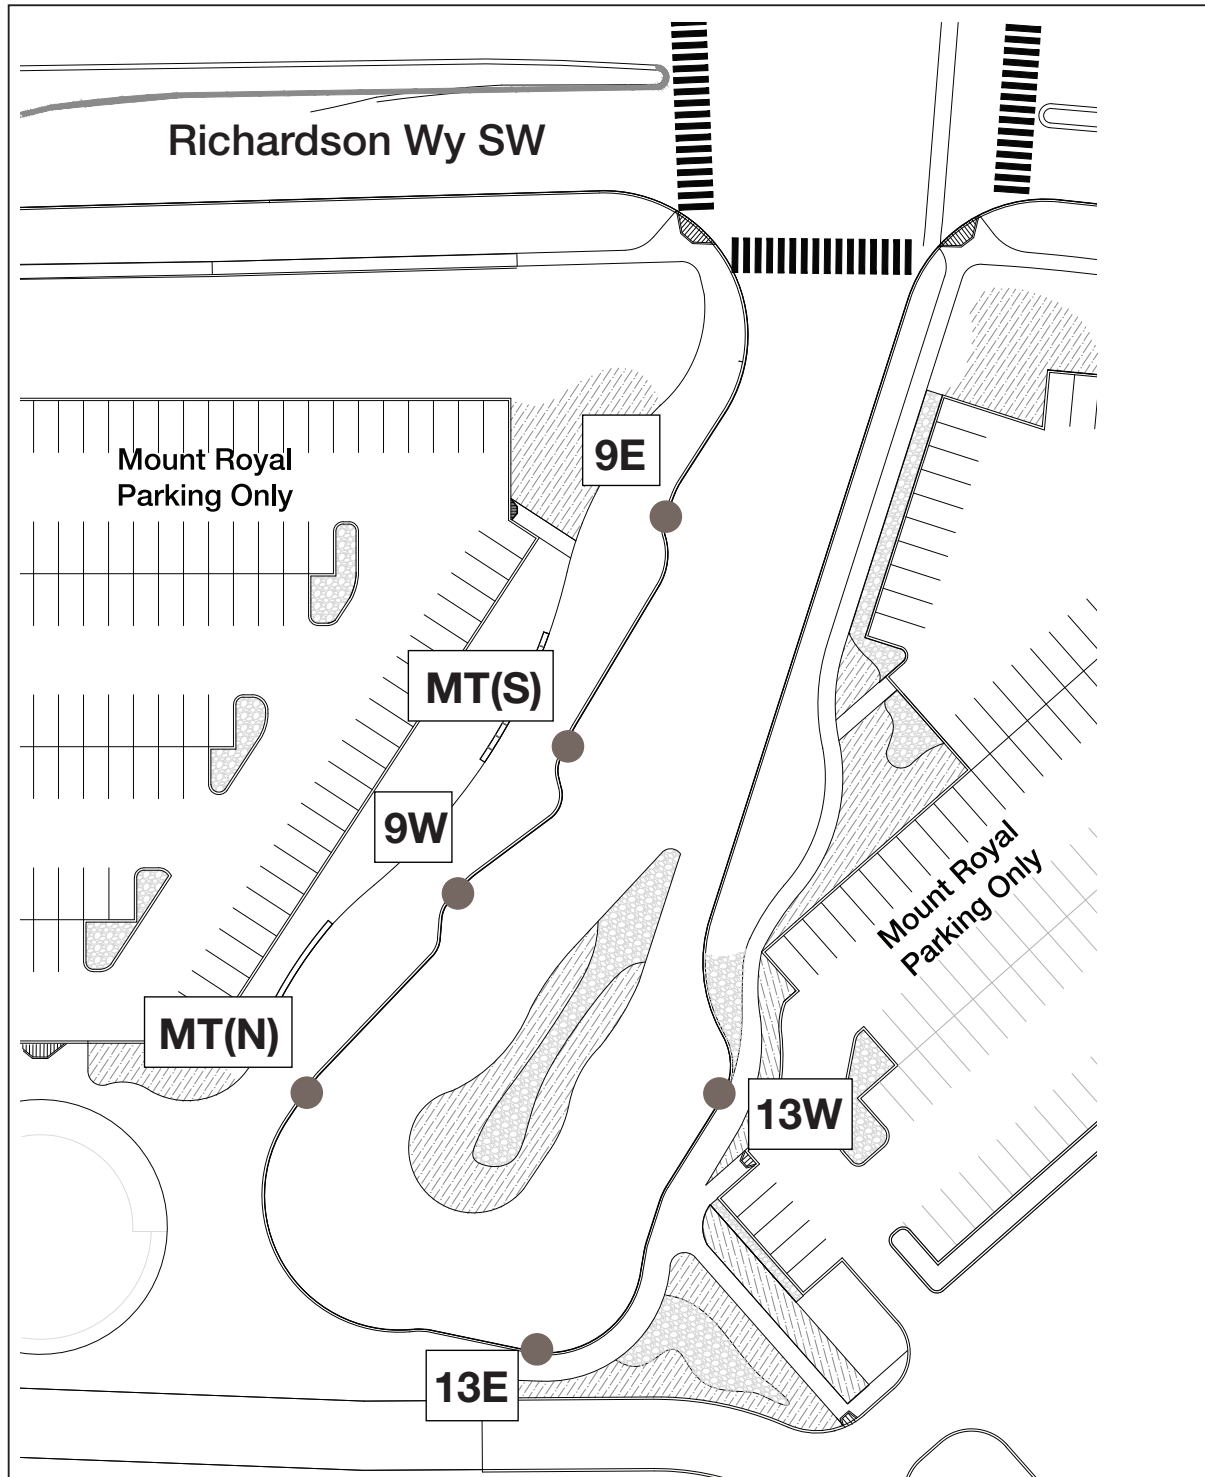 Richardson Wy SW
9E
Mount Royal
Parking Only
MT(S)
9W
Mount Royal
Parking Only
MT(N)
13W
13E